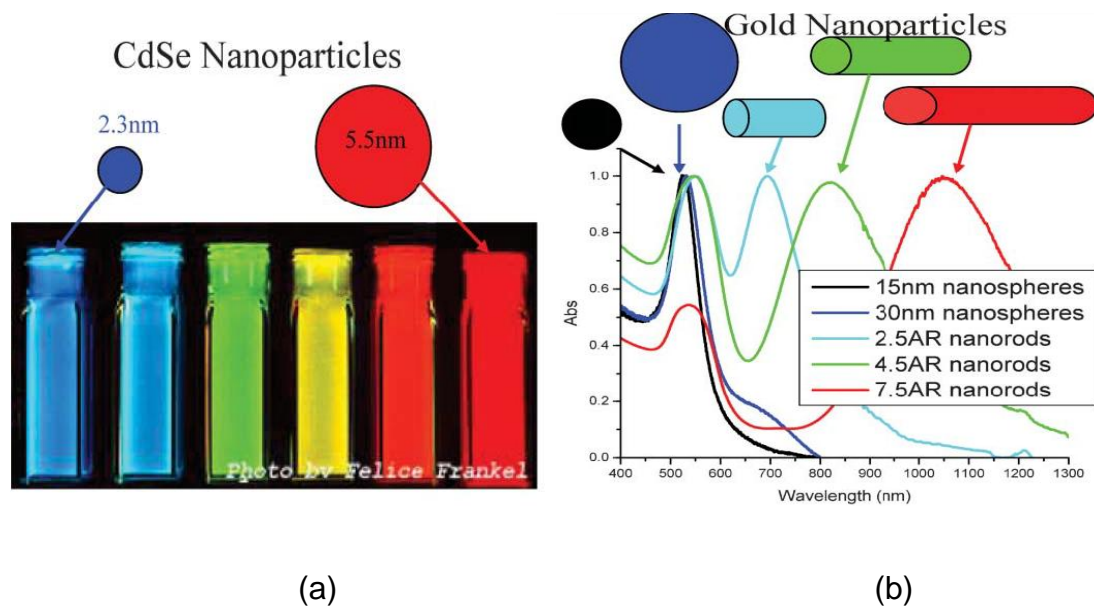 CdSe Nanoparticles
2.3nm
5.5nm
Photo by Felice Frankel
(a)
Gold Nanoparticles
1.0
0.8
0.6
0.4
0.2
0.0
Abs
15nm nanospheres
30nm nanospheres
2.5AR nanorods
4.5AR nanorods
7.5AR nanorods
400 500 600 700 800 900 1000 1100 1200 1300
Wavelength (nm)
(b)